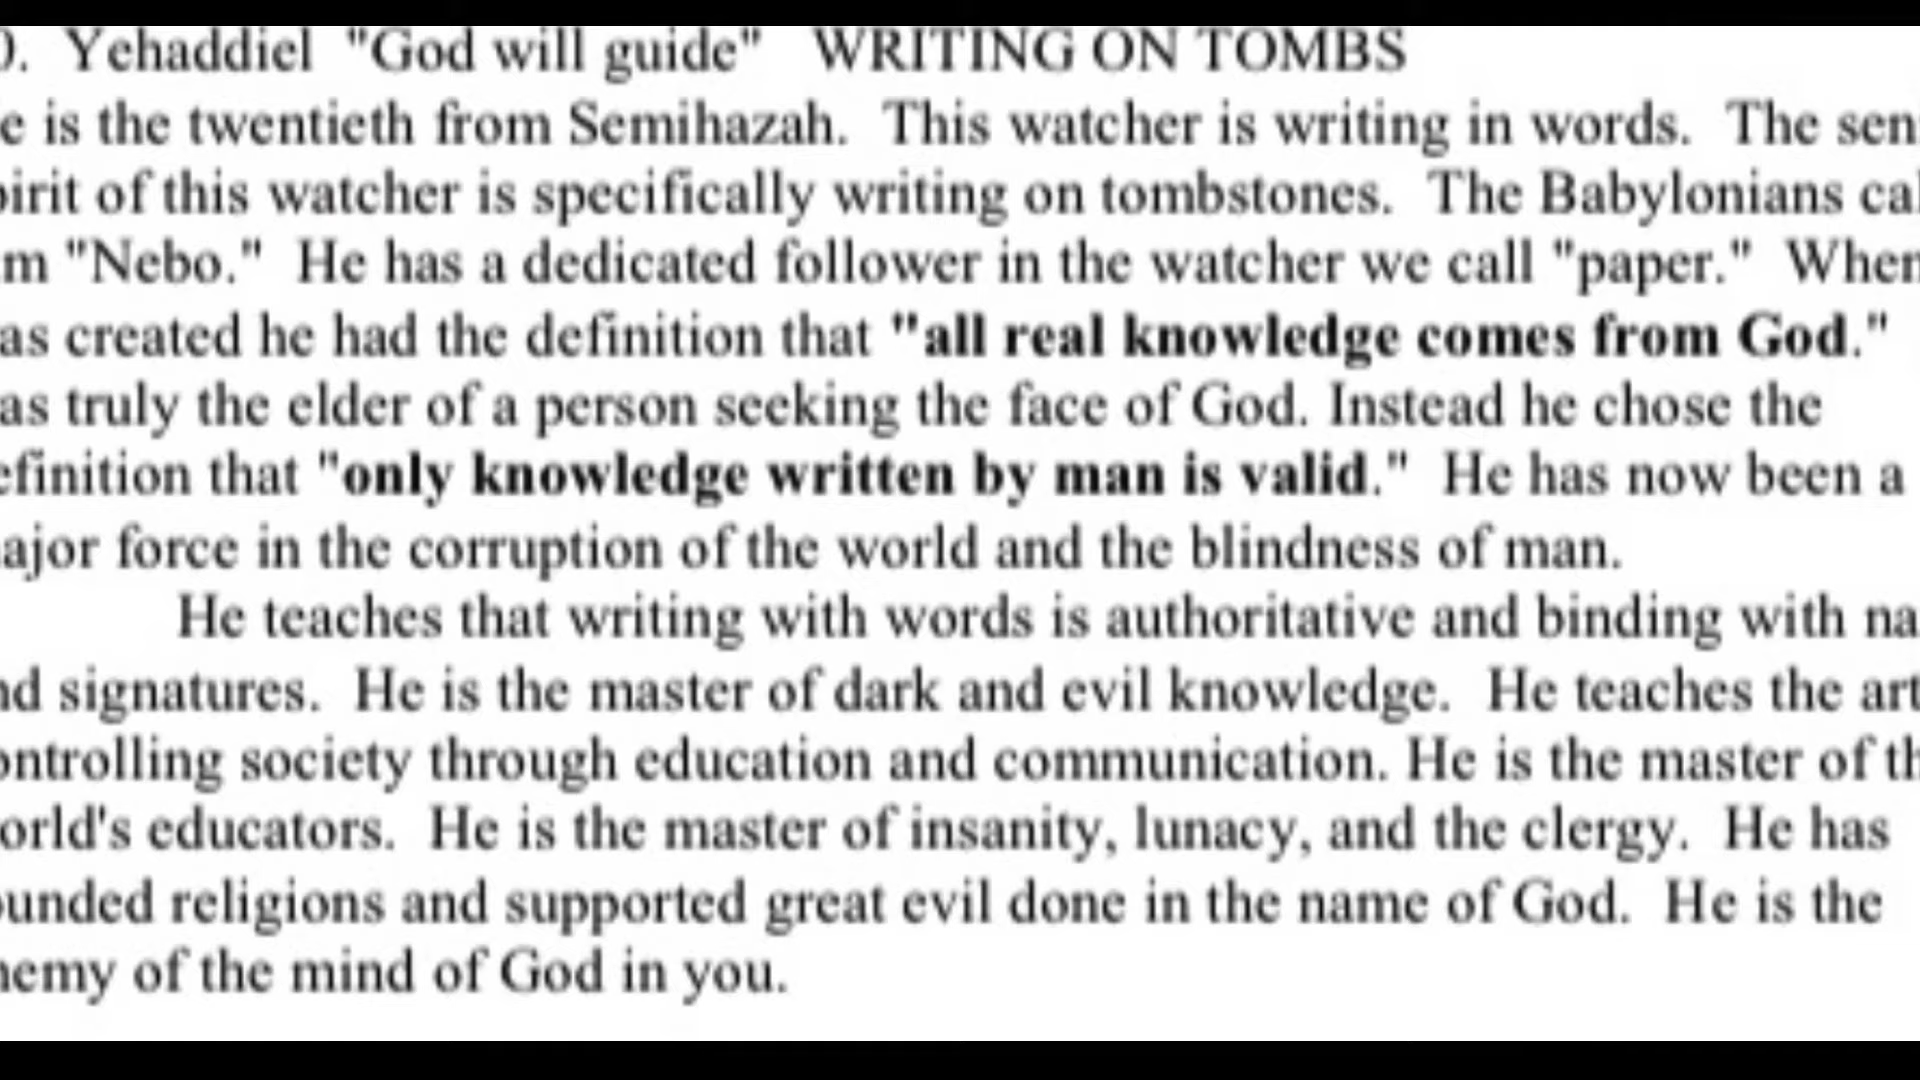 ). Yehaddiel "God will guide" WRITING ON TOMBS
e is the twentieth from Semihazah. This watcher is writing in words. The sen
pirit of this watcher is specifically writing on tombstones. The Babylonians cal
m "Nebo." He has a dedicated follower in the watcher we call "paper." When
as created he had the definition that "all real knowledge comes from God."
as truly the elder of a person seeking the face of God. Instead he chose the
efinition that "only knowledge written by man is valid." He has now been a
ajor force in the corruption of the world and the blindness of man.
He teaches that writing with words is authoritative and binding with na
nd signatures. He is the master of dark and evil knowledge. He teaches the art
ontrolling society through education and communication. He is the master of th
orld's educators. He is the master of insanity, lunacy, and the clergy. He has
ounded religions and supported great evil done in the name of God. He is the
nemy of the mind of God in you.